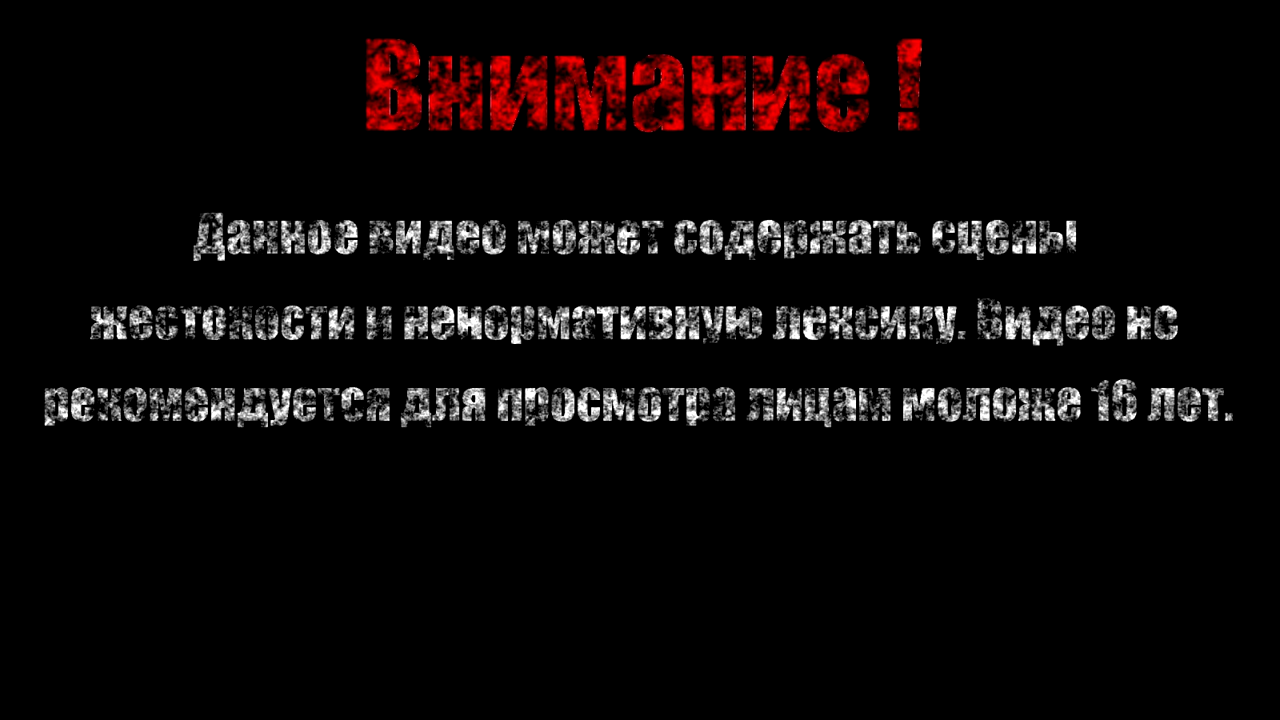 Внимание !
Данное видео может содержать сцены
жестокости и ненормативную лексику. Видео не
рекомендуется для просмотра лицам моложе 16 лет.